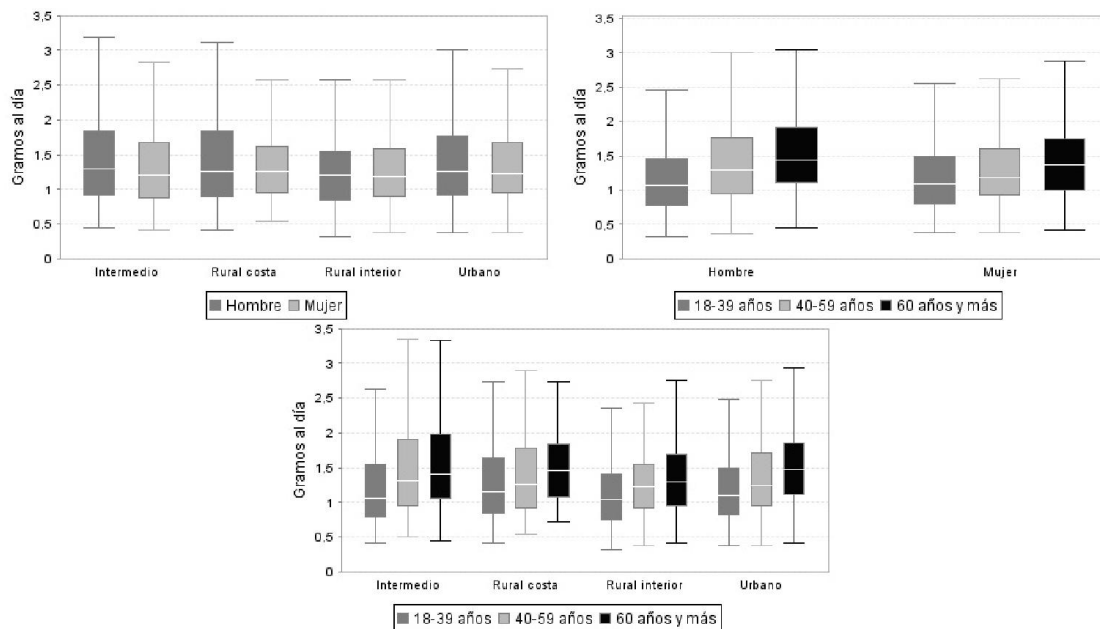 Gramos al día
3,5
3
2,5
2
1,5
1
0,5
0
Intermedio Rural costa Rural interior Urbano
Hombre Mujer
Gramos al día
3,5
3
2,5
2
1,5
1
0,5
0
Hombre Mujer
18-39 años 40-59 años 60 años y más
Gramos al día
3,5
3
2,5
2
1,5
1
0,5
0
Intermedio Rural costa Rural interior Urbano
18-39 años 40-59 años 60 años y más